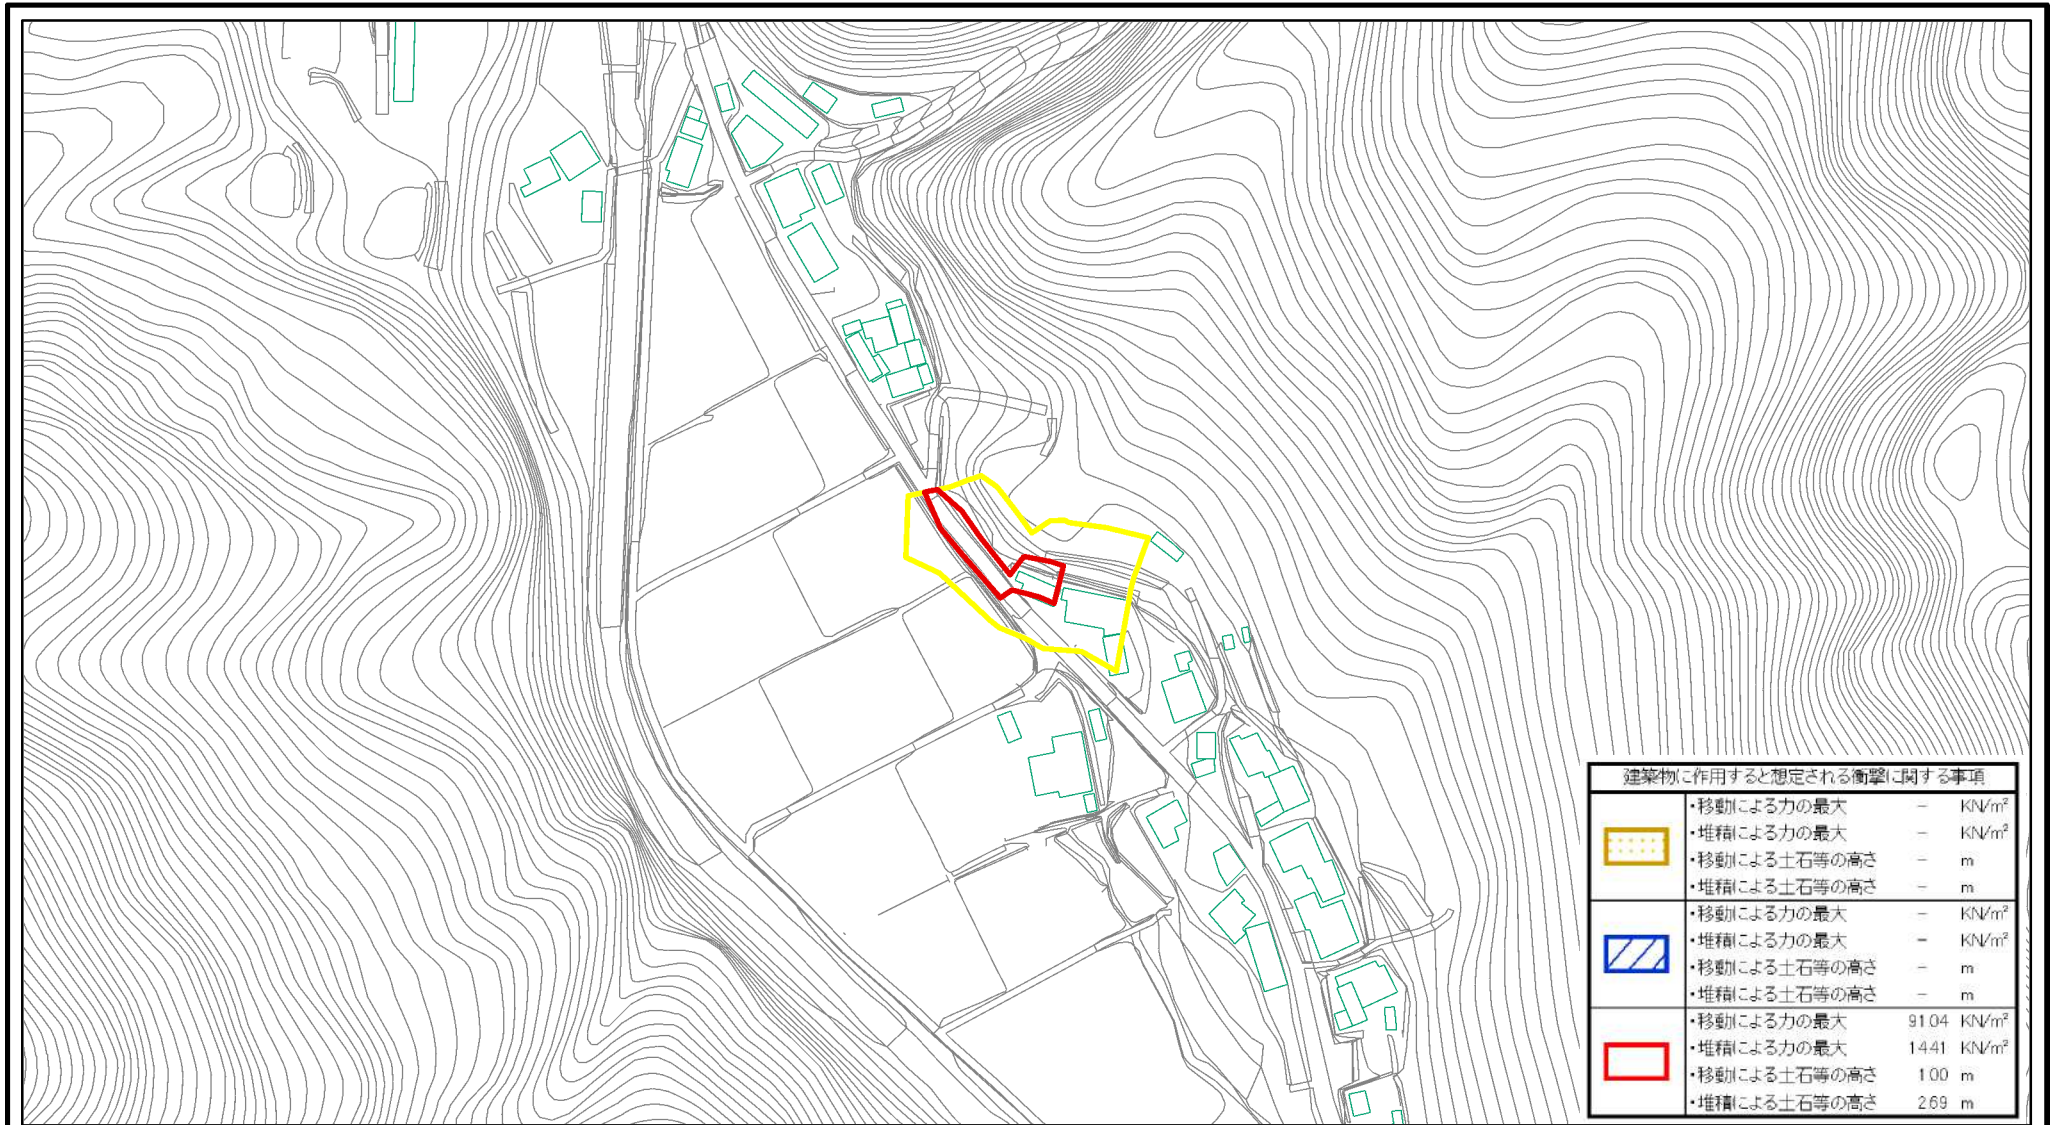 建築物に作用すると想定される衝撃に関する事項
・移動による力の最大 － KN/m²
・堆積による力の最大 － KN/m²
・移動による土石等の高さ － m
・堆積による土石等の高さ － m
・移動による力の最大 － KN/m²
・堆積による力の最大 － KN/m²
・移動による土石等の高さ － m
・堆積による土石等の高さ － m
・移動による力の最大 91.04 KN/m²
・堆積による力の最大 14.41 KN/m²
・移動による土石等の高さ 1.00 m
・堆積による土石等の高さ 2.69 m